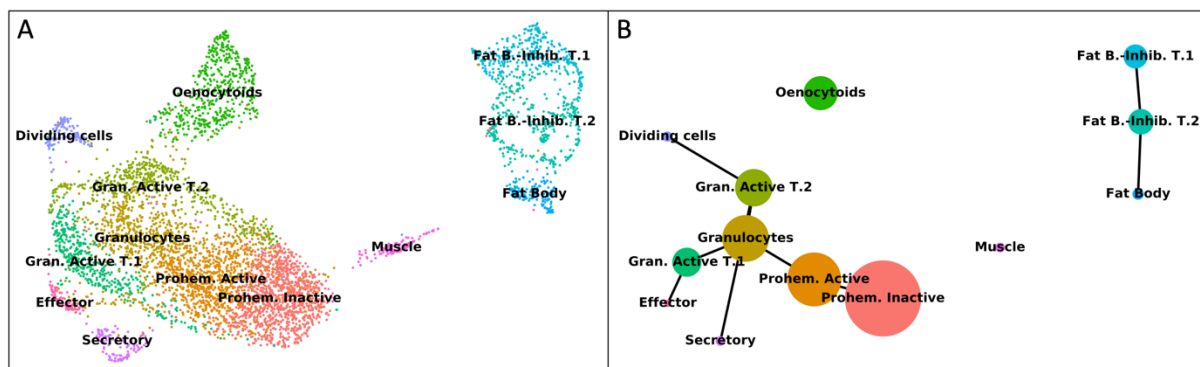 A
Oenocytoids
Fat B.-Inhib. T.1
Fat B.-Inhib. T.2
Dividing cells
Gran. Active T.2
Fat Body
Granulocytes
Muscle
Gran. Active T.1
Prohem. Active
Prohem. Inactive
Effector
Secretory
B
Fat B.-Inhib. T.1
Oenocytoids
Fat B.-Inhib. T.2
Dividing cells
Gran. Active T.2
Fat Body
Granulocytes
Muscle
Gran. Active T.1
Prohem. Active
Prohem. Inactive
Effector
Secretory